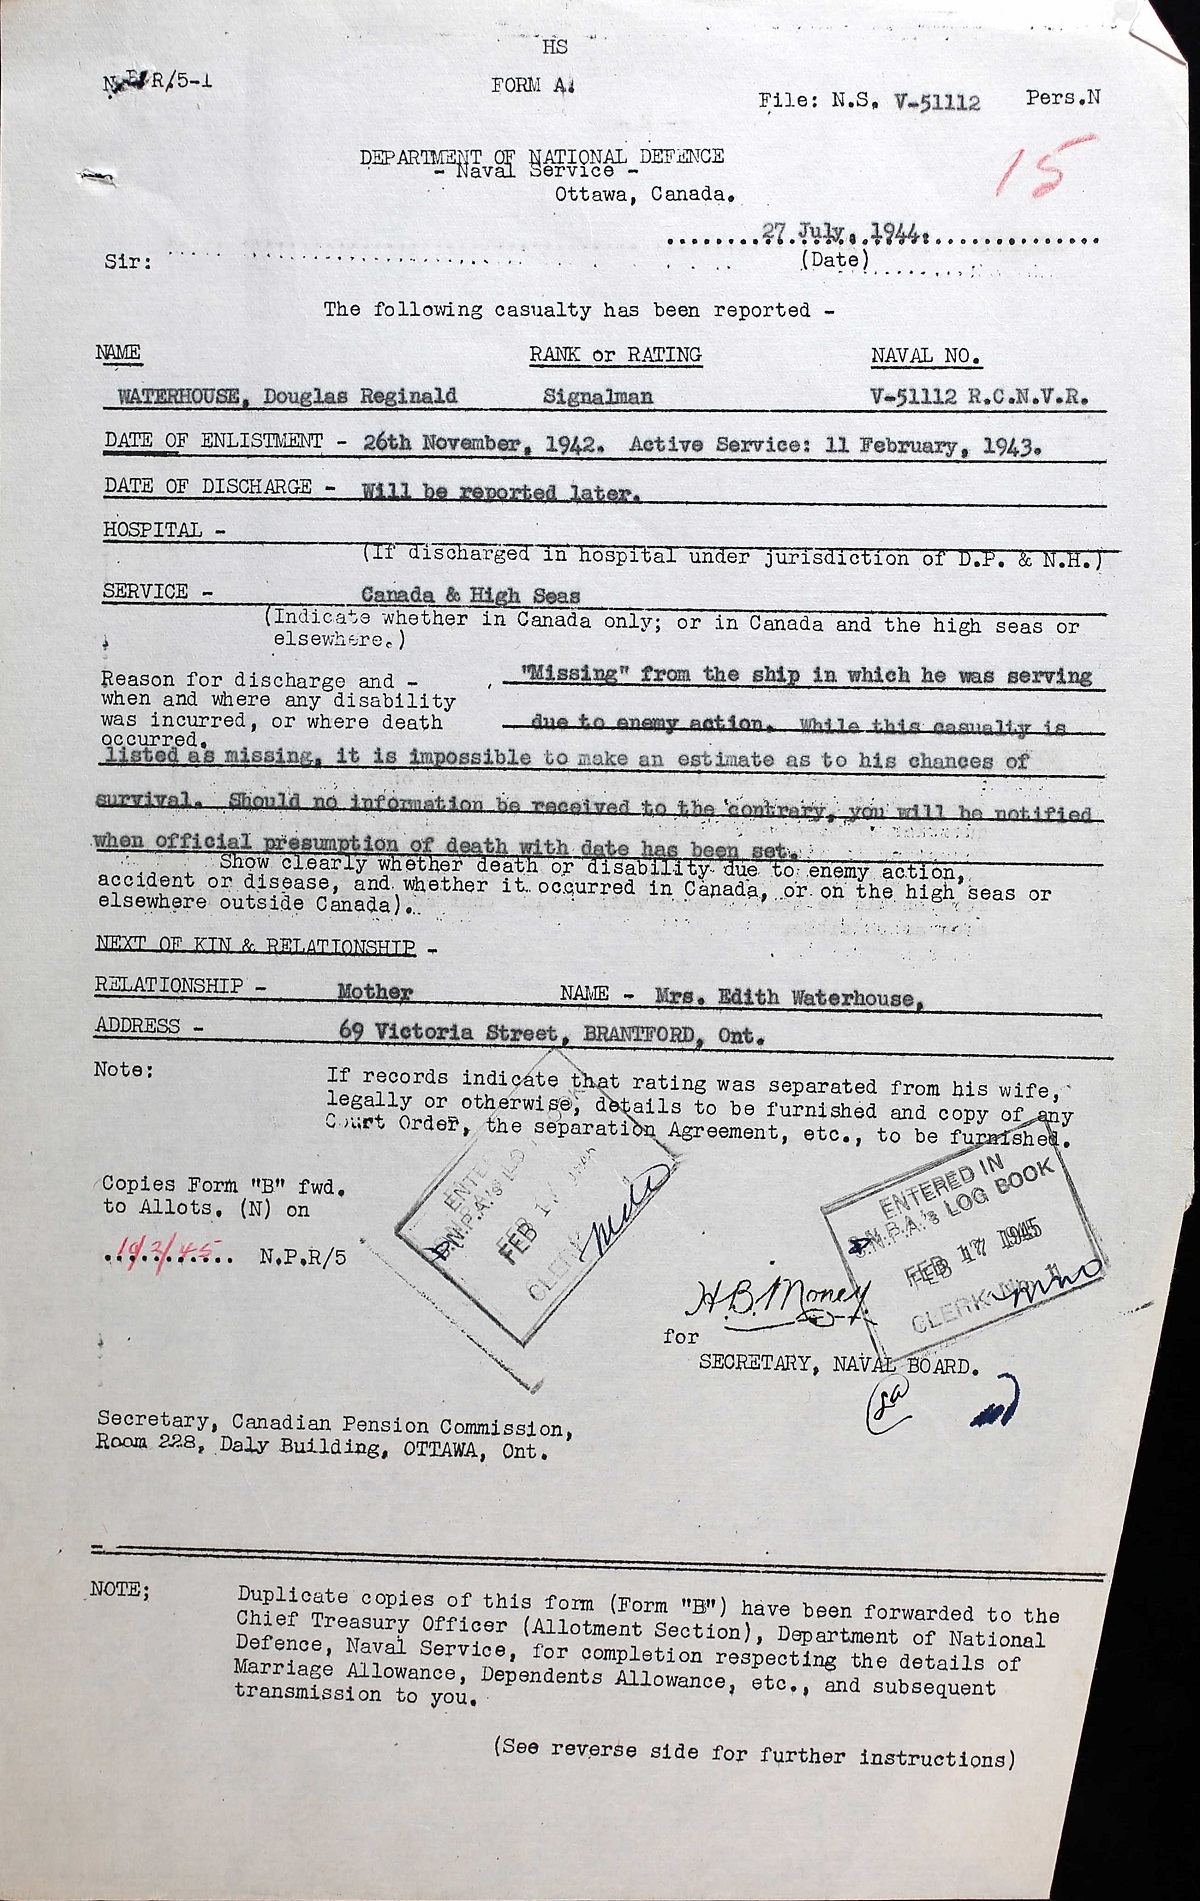 HS
FORM A.
File: N.S. V-51112 Pers.N
15
DEPARTMENT OF NATIONAL DEFENCE
- Naval Service -
Ottawa, Canada.
27 July, 1944.
(Date)
Sir:
The following casualty has been reported -
NAME RANK or RATING NAVAL NO.
WATERHOUSE, Douglas Reginald Signalman V-51112 R.C.N.V.R.
DATE OF ENLISTMENT - 26th November, 1942. Active Service: 11 February, 1943.
DATE OF DISCHARGE - Will be reported later.
HOSPITAL -
(If discharged in hospital under jurisdiction of D.P. & N.H.)
SERVICE - Canada & High Seas
(Indicate whether in Canada only; or in Canada and the high seas or
elsewhere.)
Reason for discharge and - "Missing" from the ship in which he was serving
when and where any disability
was incurred, or where death due to enemy action. While this casualty is
occurred.
listed as missing, it is impossible to make an estimate as to his chances of
survival. Should no information be received to the contrary, you will be notified
when official presumption of death with date has been set.
Show clearly whether death or disability due to enemy action,
accident or disease, and whether it occurred in Canada, or on the high seas or
elsewhere outside Canada).
NEXT OF KIN & RELATIONSHIP -
RELATIONSHIP - Mother NAME - Mrs. Edith Waterhouse,
ADDRESS - 69 Victoria Street, BRANTFORD, Ont.
Note: If records indicate that rating was separated from his wife,
legally or otherwise, details to be furnished and copy of any
Court Order, the separation Agreement, etc., to be furnished.
Copies Form "B" fwd.
to Allots. (N) on
10/2/45 N.P.R/5
ENTERED IN
D.N.P.A.'s LOG BOOK
FEB 17 1945
CLERK
ENTERED IN
D.N.P.A.'s LOG BOOK
FEB 17 1945
CLERK No. 11
H.B. Money
for
SECRETARY, NAVAL BOARD.
Secretary, Canadian Pension Commission,
Room 228, Daly Building, OTTAWA, Ont.
NOTE; Duplicate copies of this form (Form "B") have been forwarded to the
Chief Treasury Officer (Allotment Section), Department of National
Defence, Naval Service, for completion respecting the details of
Marriage Allowance, Dependents Allowance, etc., and subsequent
transmission to you.
(See reverse side for further instructions)